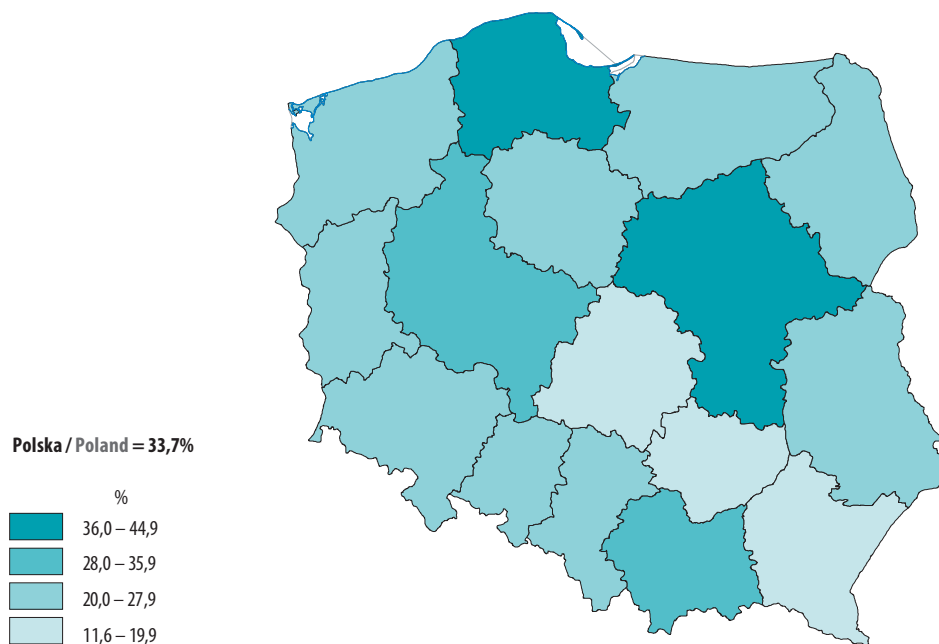 Polska / Poland = 33,7%
%
36,0 – 44,9
28,0 – 35,9
20,0 – 27,9
11,6 – 19,9